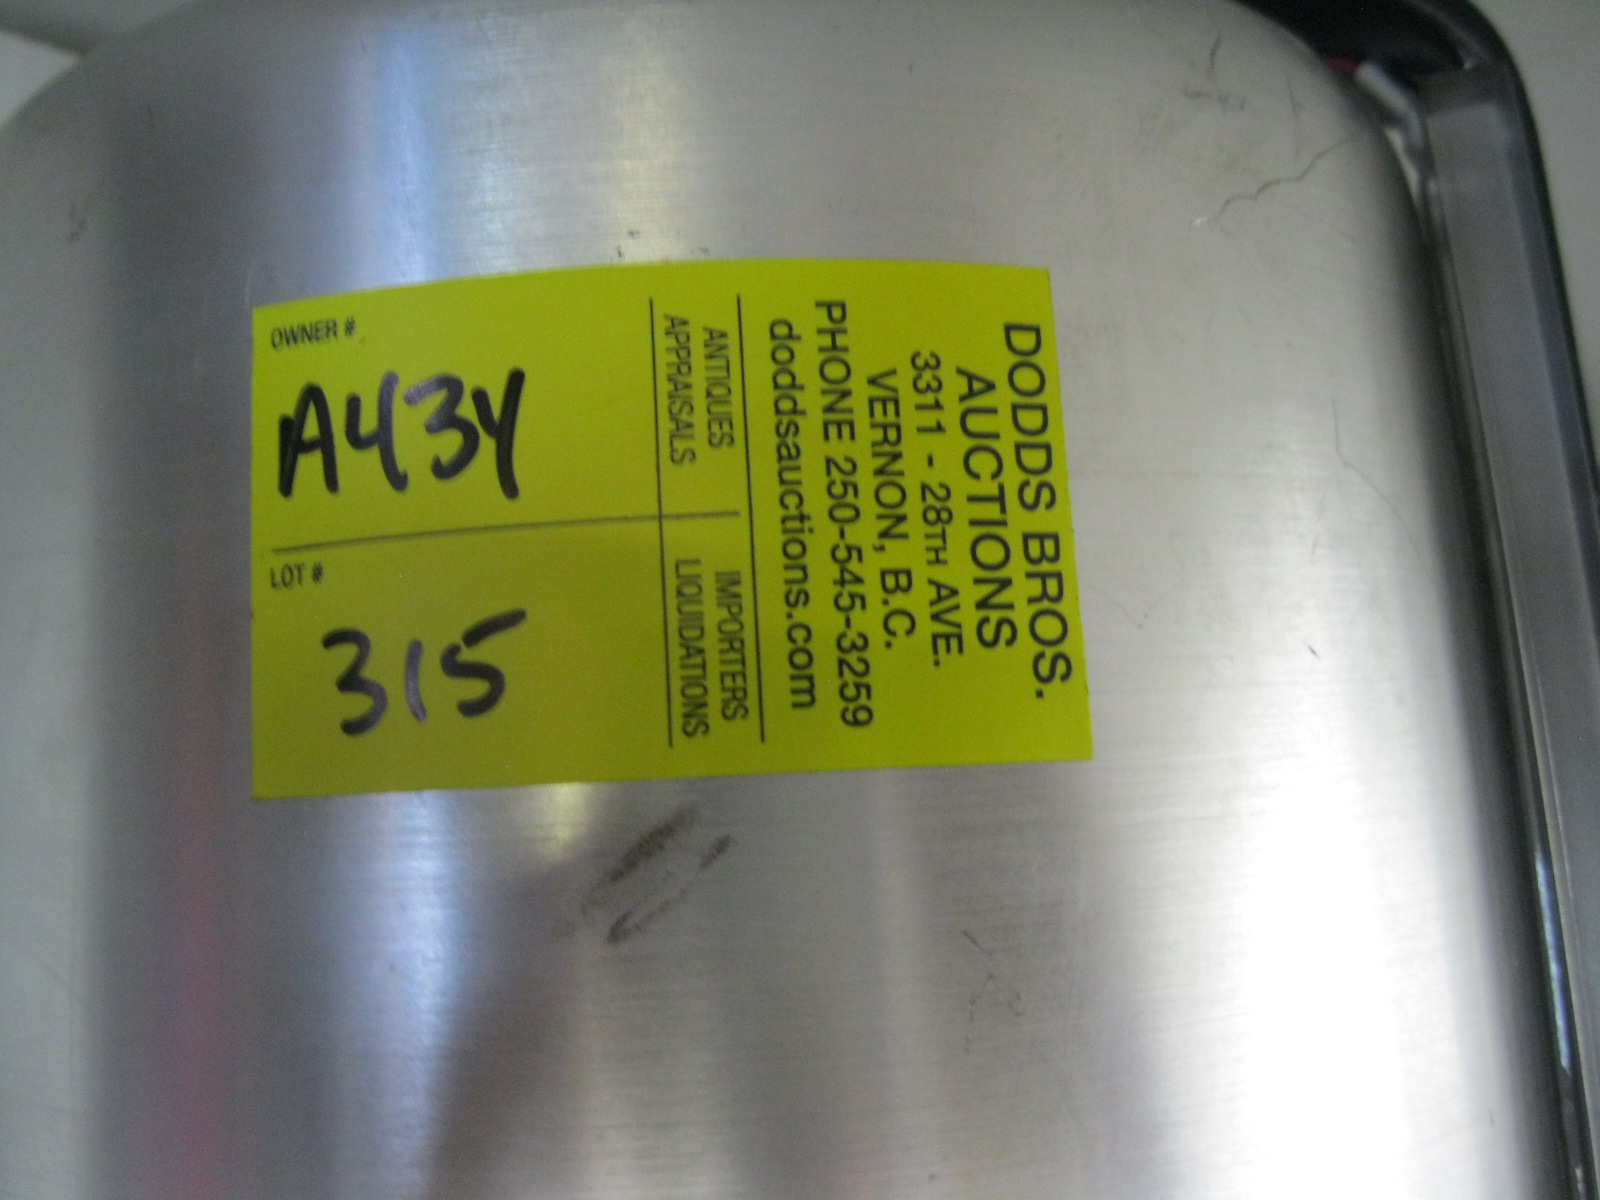 DODDS BROS.
AUCTIONS
3311 - 28TH AVE.
VERNON, B.C.
PHONE 250-545-3259
doddsauctions.com
ANTIQUES IMPORTERS
APPRAISALS LIQUIDATIONS
OWNER #
A434
LOT #
315